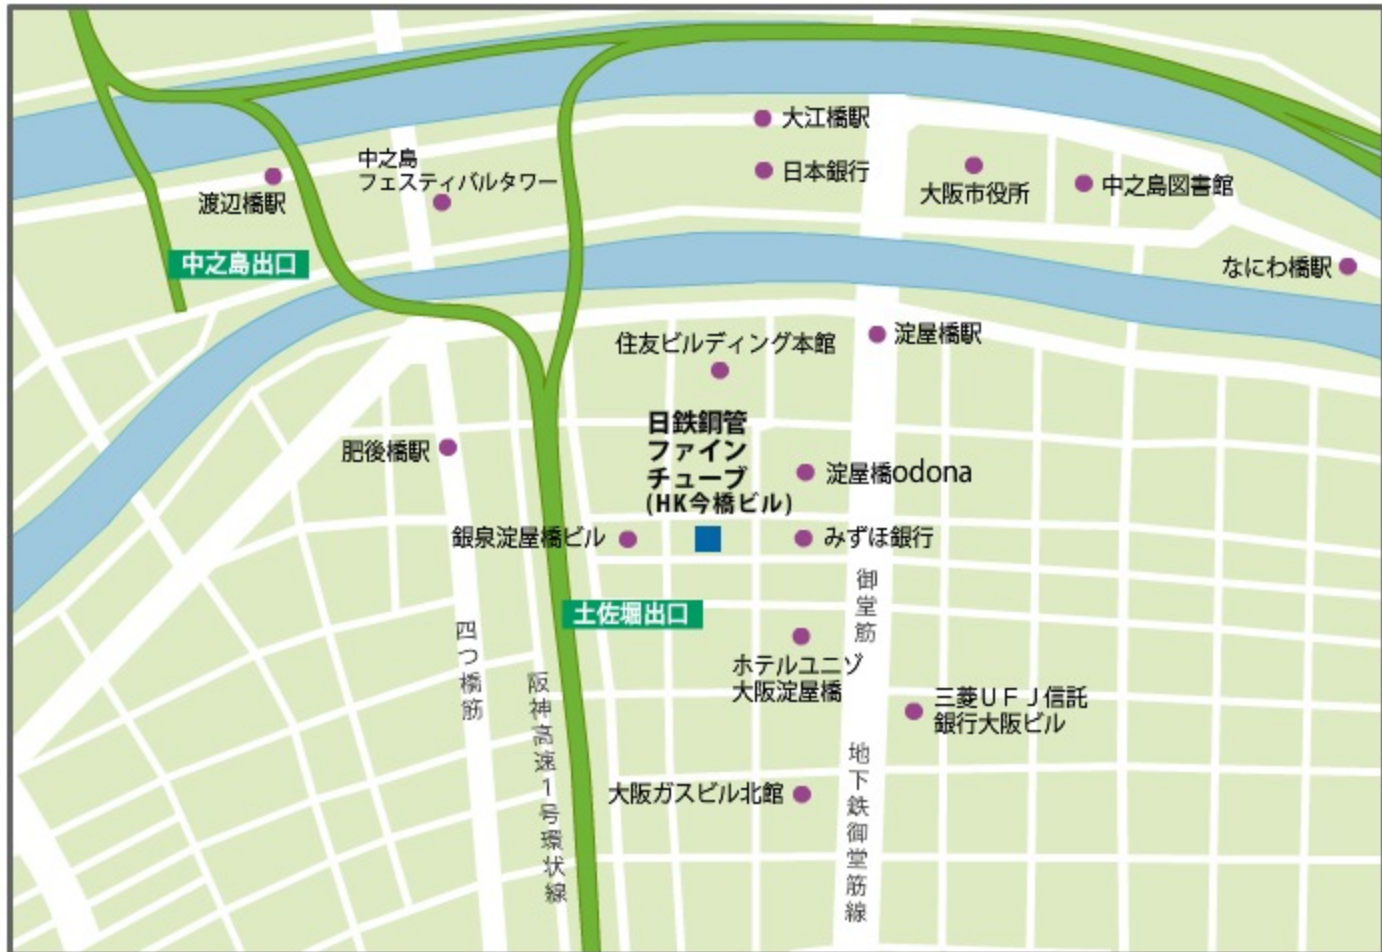 大江橋駅
中之島
フェスティバルタワー
日本銀行
大阪市役所
中之島図書館
渡辺橋駅
中之島出口
なにわ橋駅
住友ビルディング本館
淀屋橋駅
日鉄鋼管
ファイン
チューブ
(HK今橋ビル)
肥後橋駅
淀屋橋odona
銀泉淀屋橋ビル
みずほ銀行
御堂筋
土佐堀出口
四つ橋筋
ホテルユニゾ
大阪淀屋橋
阪神高速1号環状線
三菱UFJ信託
銀行大阪ビル
地下鉄御堂筋線
大阪ガスビル北館